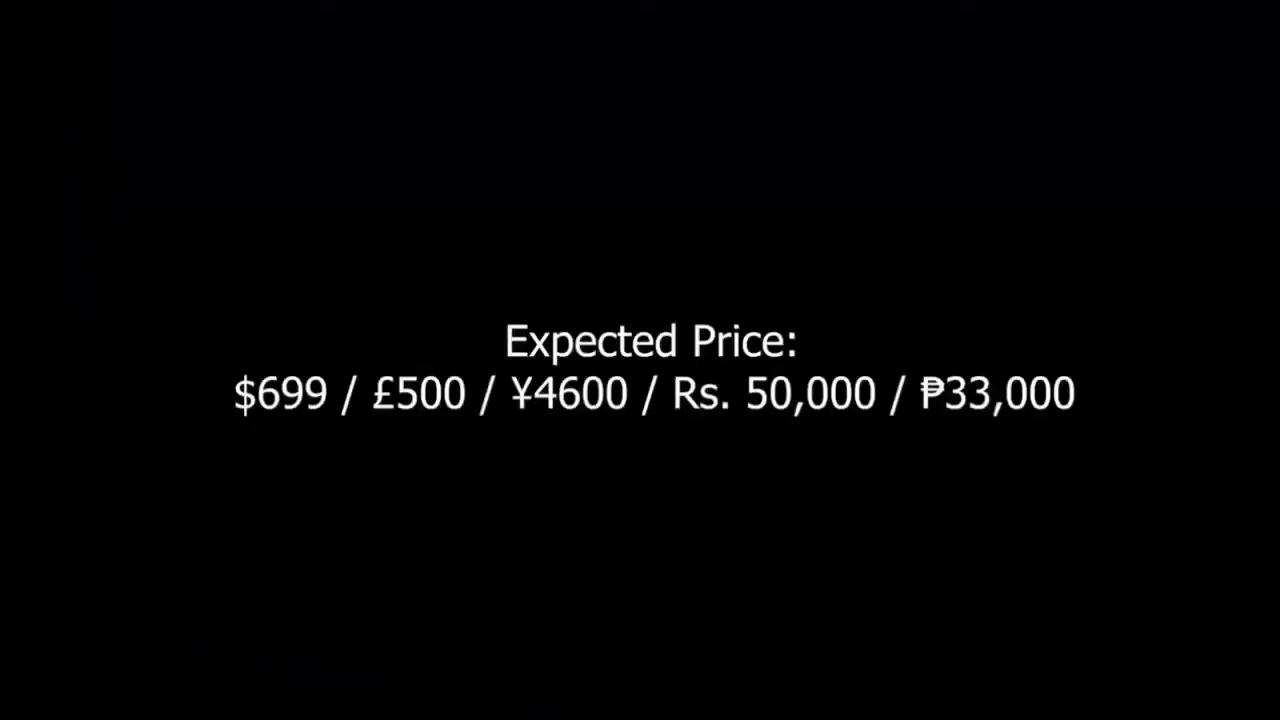 Expected Price:
$699 / £500 / ¥4600 / Rs. 50,000 / ₱33,000